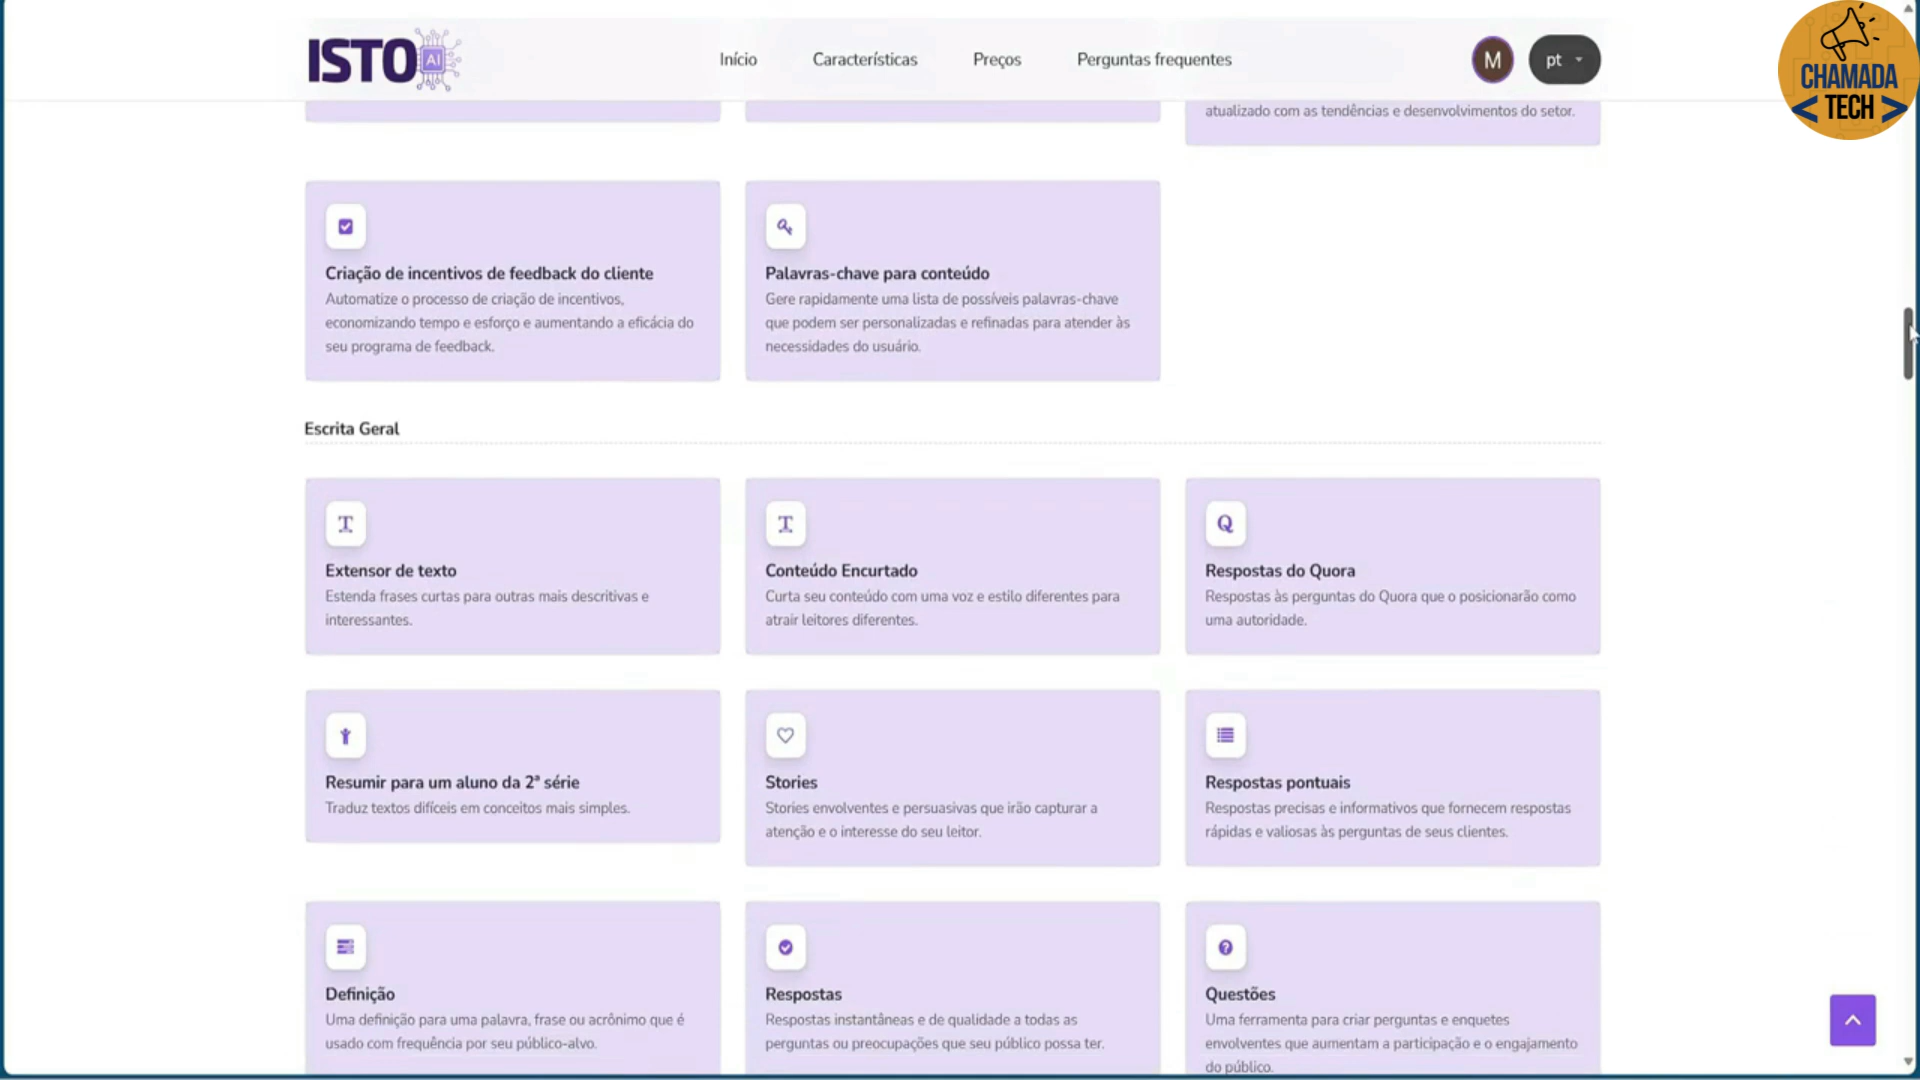 ISTO AI
Início
Características
Preços
Perguntas frequentes
M
pt
CHAMADA
< TECH >
atualizado com as tendências e desenvolvimentos do setor.
Criação de incentivos de feedback do cliente
Automatize o processo de criação de incentivos,
economizando tempo e esforço e aumentando a eficácia do
seu programa de feedback.
Palavras-chave para conteúdo
Gere rapidamente uma lista de possíveis palavras-chave
que podem ser personalizadas e refinadas para atender às
necessidades do usuário.
Escrita Geral
T
Extensor de texto
Estenda frases curtas para outras mais descritivas e
interessantes.
T
Conteúdo Encurtado
Curta seu conteúdo com uma voz e estilo diferentes para
atrair leitores diferentes.
Q
Respostas do Quora
Respostas às perguntas do Quora que o posicionarão como
uma autoridade.
Resumir para um aluno da 2ª série
Traduz textos difíceis em conceitos mais simples.
Stories
Stories envolventes e persuasivas que irão capturar a
atenção e o interesse do seu leitor.
Respostas pontuais
Respostas precisas e informativos que fornecem respostas
rápidas e valiosas às perguntas de seus clientes.
Definição
Uma definição para uma palavra, frase ou acrônimo que é
usado com frequência por seu público-alvo.
Respostas
Respostas instantâneas e de qualidade a todas as
perguntas ou preocupações que seu público possa ter.
?
Questões
Uma ferramenta para criar perguntas e enquetes
envolventes que aumentam a participação e o engajamento
do público.